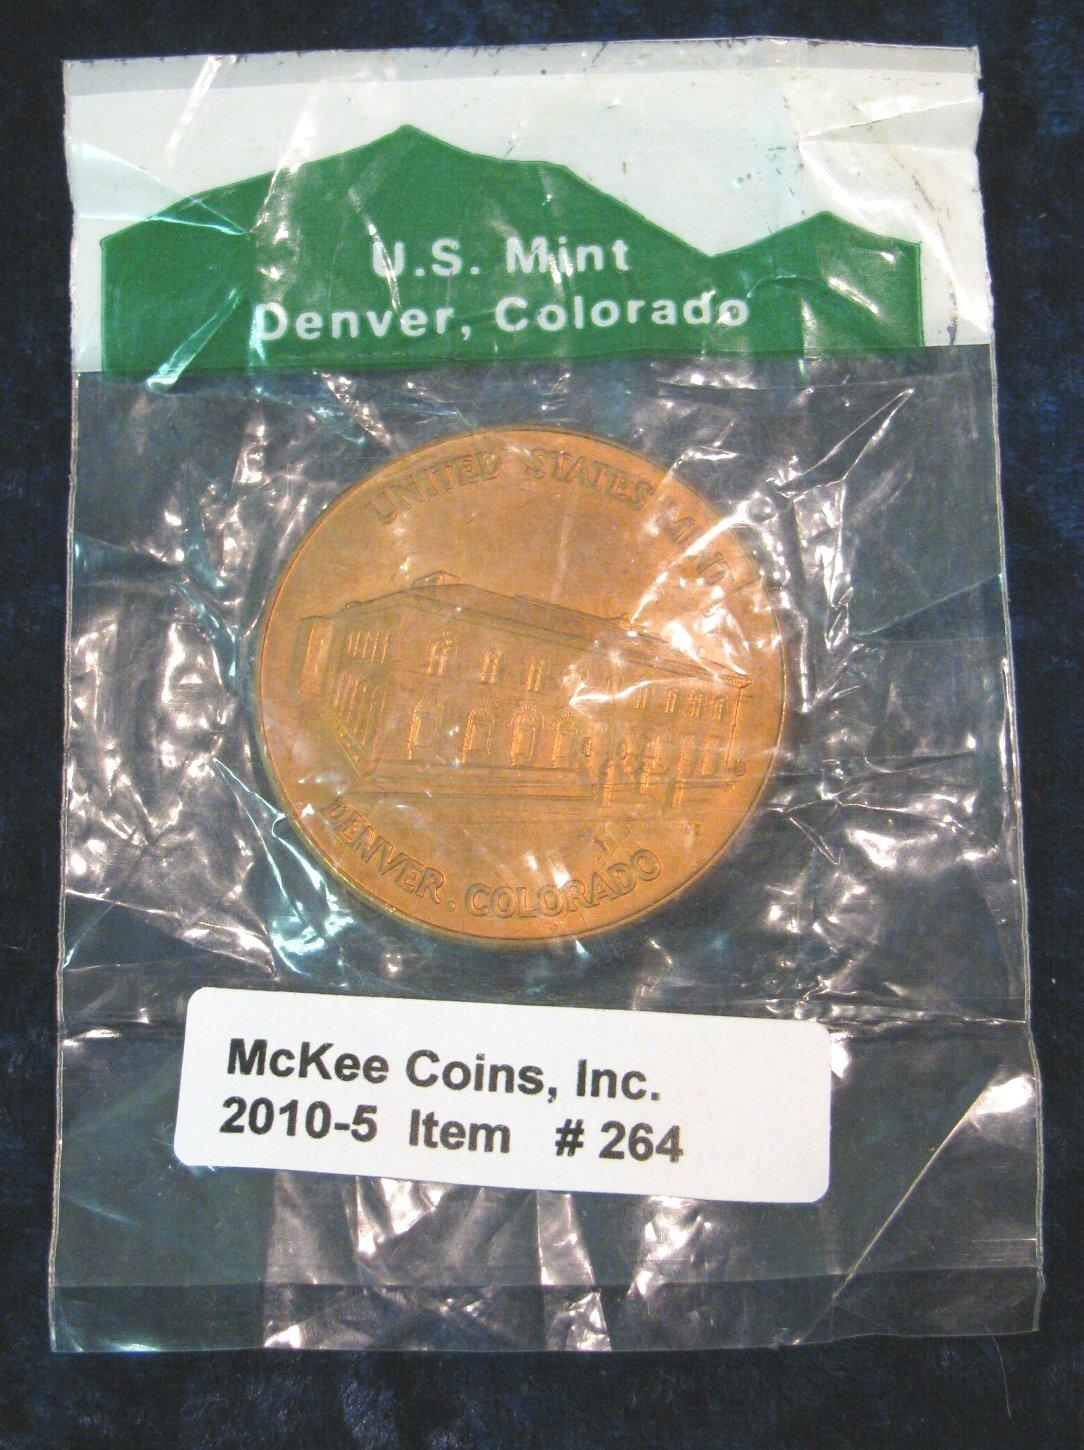 U.S. Mint
Denver, Colorado
UNITED STATES MINT
DENVER, COLORADO
McKee Coins, Inc.
2010-5 Item # 264